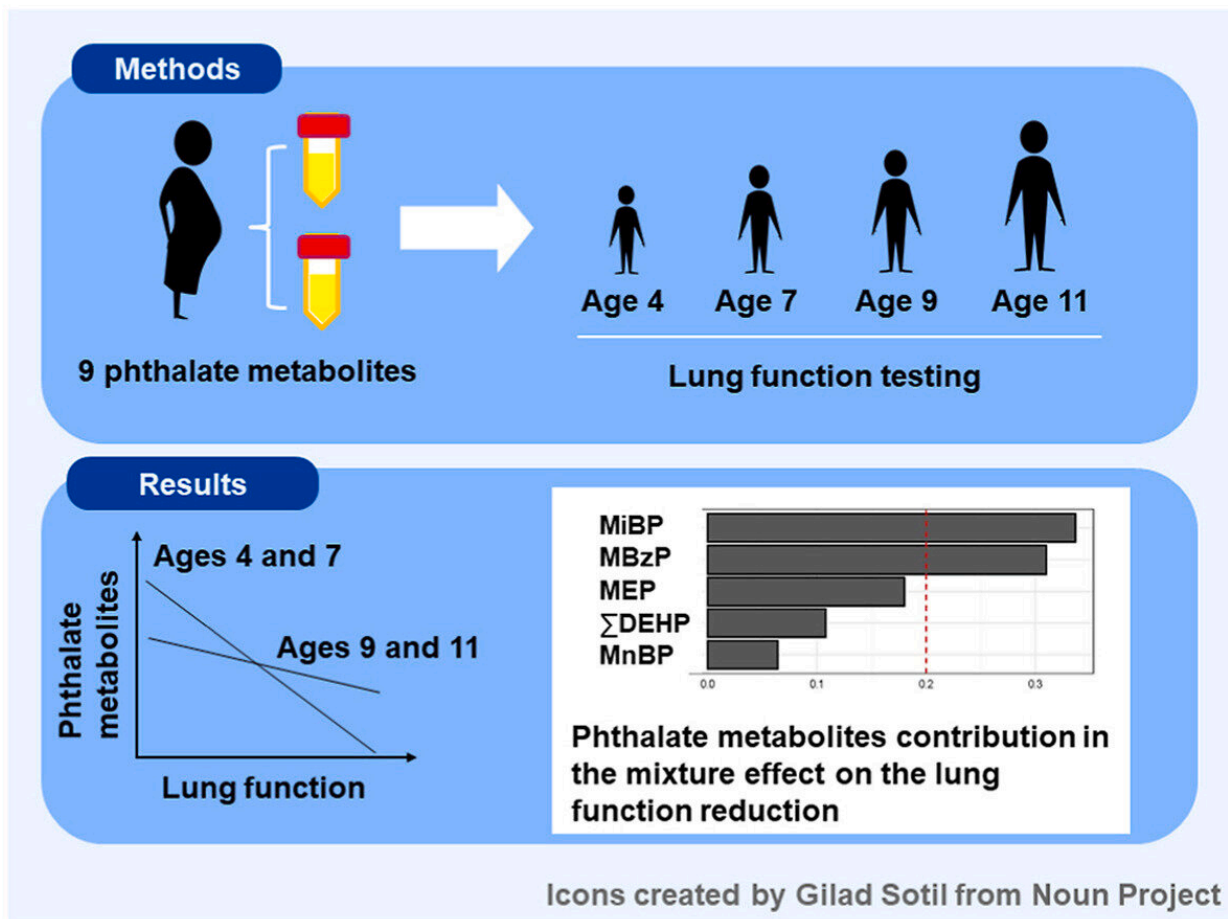 Methods
9 phthalate metabolites
Age 4
Age 7
Age 9
Age 11
Lung function testing
Results
Phthalate
metabolites
Ages 4 and 7
Ages 9 and 11
Lung function
MiBP
MBzP
MEP
∑DEHP
MnBP
0.0 0.1 0.2 0.3
Phthalate metabolites contribution in
the mixture effect on the lung
function reduction
Icons created by Gilad Sotil from Noun Project